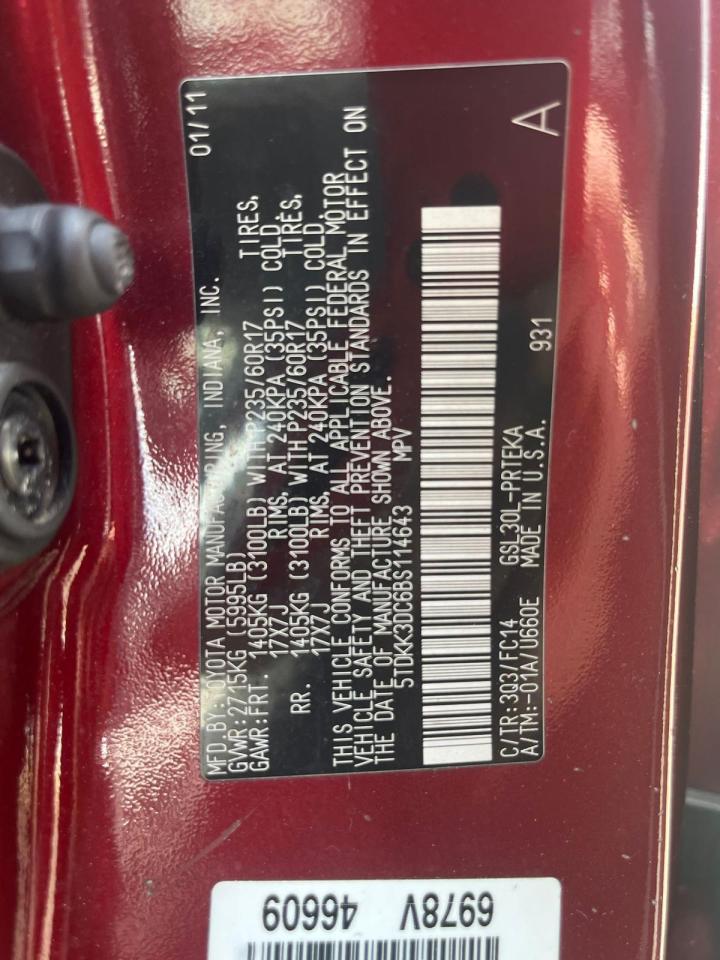 MFD.BY:TOYOTA MOTOR MANUFACTURING, INDIANA, INC. 01/11
GVWR:2715KG (5995LB)
GAWR:FRT. 1405KG (3100LB) WITH P235/60R17 TIRES,
17X7J RIMS, AT 240KPA (35PSI) COLD.
RR. 1405KG (3100LB) WITH P235/60R17 TIRES,
17X7J RIMS, AT 240KPA (35PSI) COLD.
THIS VEHICLE CONFORMS TO ALL APPLICABLE FEDERAL MOTOR
VEHICLE SAFETY AND THEFT PREVENTION STANDARDS IN EFFECT ON
THE DATE OF MANUFACTURE SHOWN ABOVE.
5TDKK3DC6BS114643 MPV
C/TR:3Q3/FC14 GSL30L-PRTEKA A
A/TM:-01A/U660E MADE IN U.S.A. 931
6978V 46609